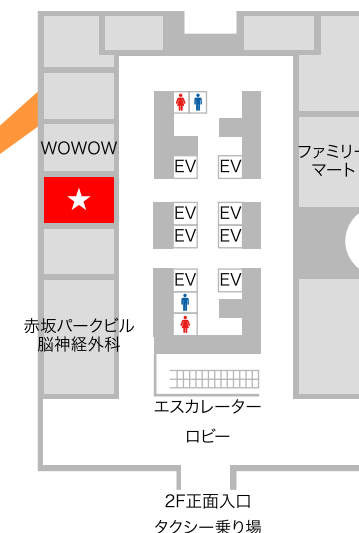 WOWOW
ファミリー
マート
EV EV
EV EV
EV EV
EV EV
赤坂パークビル
脳神経外科
エスカレーター
ロビー
2F正面入口
タクシー乗り場